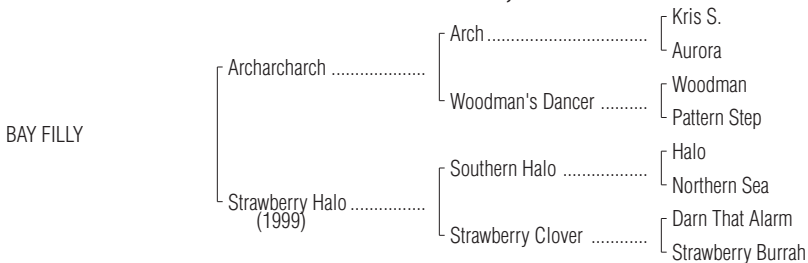 Kris S.
Arch ................................
Aurora
Archarcharch ....................
Woodman
Woodman's Dancer ..........
Pattern Step
BAY FILLY
Halo
Southern Halo .................
Northern Sea
Strawberry Halo ................
(1999)
Darn That Alarm
Strawberry Clover ............
Strawberry Burrah